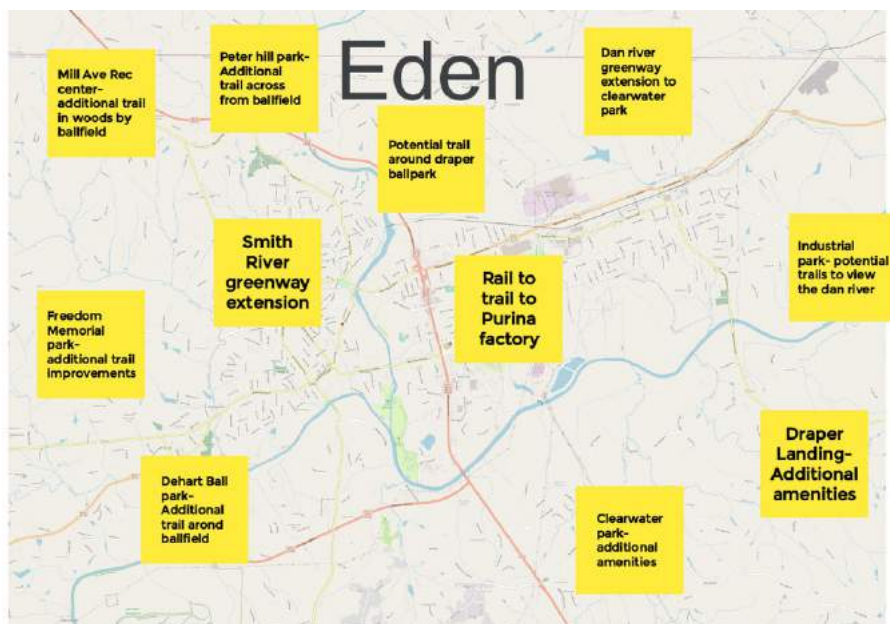 Eden
Mill Ave Rec
center-
additional trail
in woods by
ballfield
Peter hill park-
Additional
trail across
from ballfield
Dan river
greenway
extension to
clearwater
park
Potential trail
around draper
ballpark
Smith
River
greenway
extension
Rail to
trail to
Purina
factory
Industrial
park- potential
trails to view
the dan river
Freedom
Memorial
park-
additional trail
improvements
Draper
Landing-
Additional
amenities
Dehart Ball
park-
Additional
trail arond
ballfield
Clearwater
park-
additional
amenities